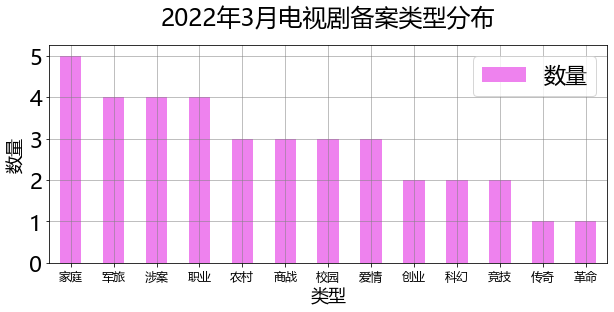 2022年3月电视剧备案类型分布
数量
数量
5
4
3
2
1
0
家庭 军旅 涉案 职业 农村 商战 校园 爱情 创业 科幻 竞技 传奇 革命
类型